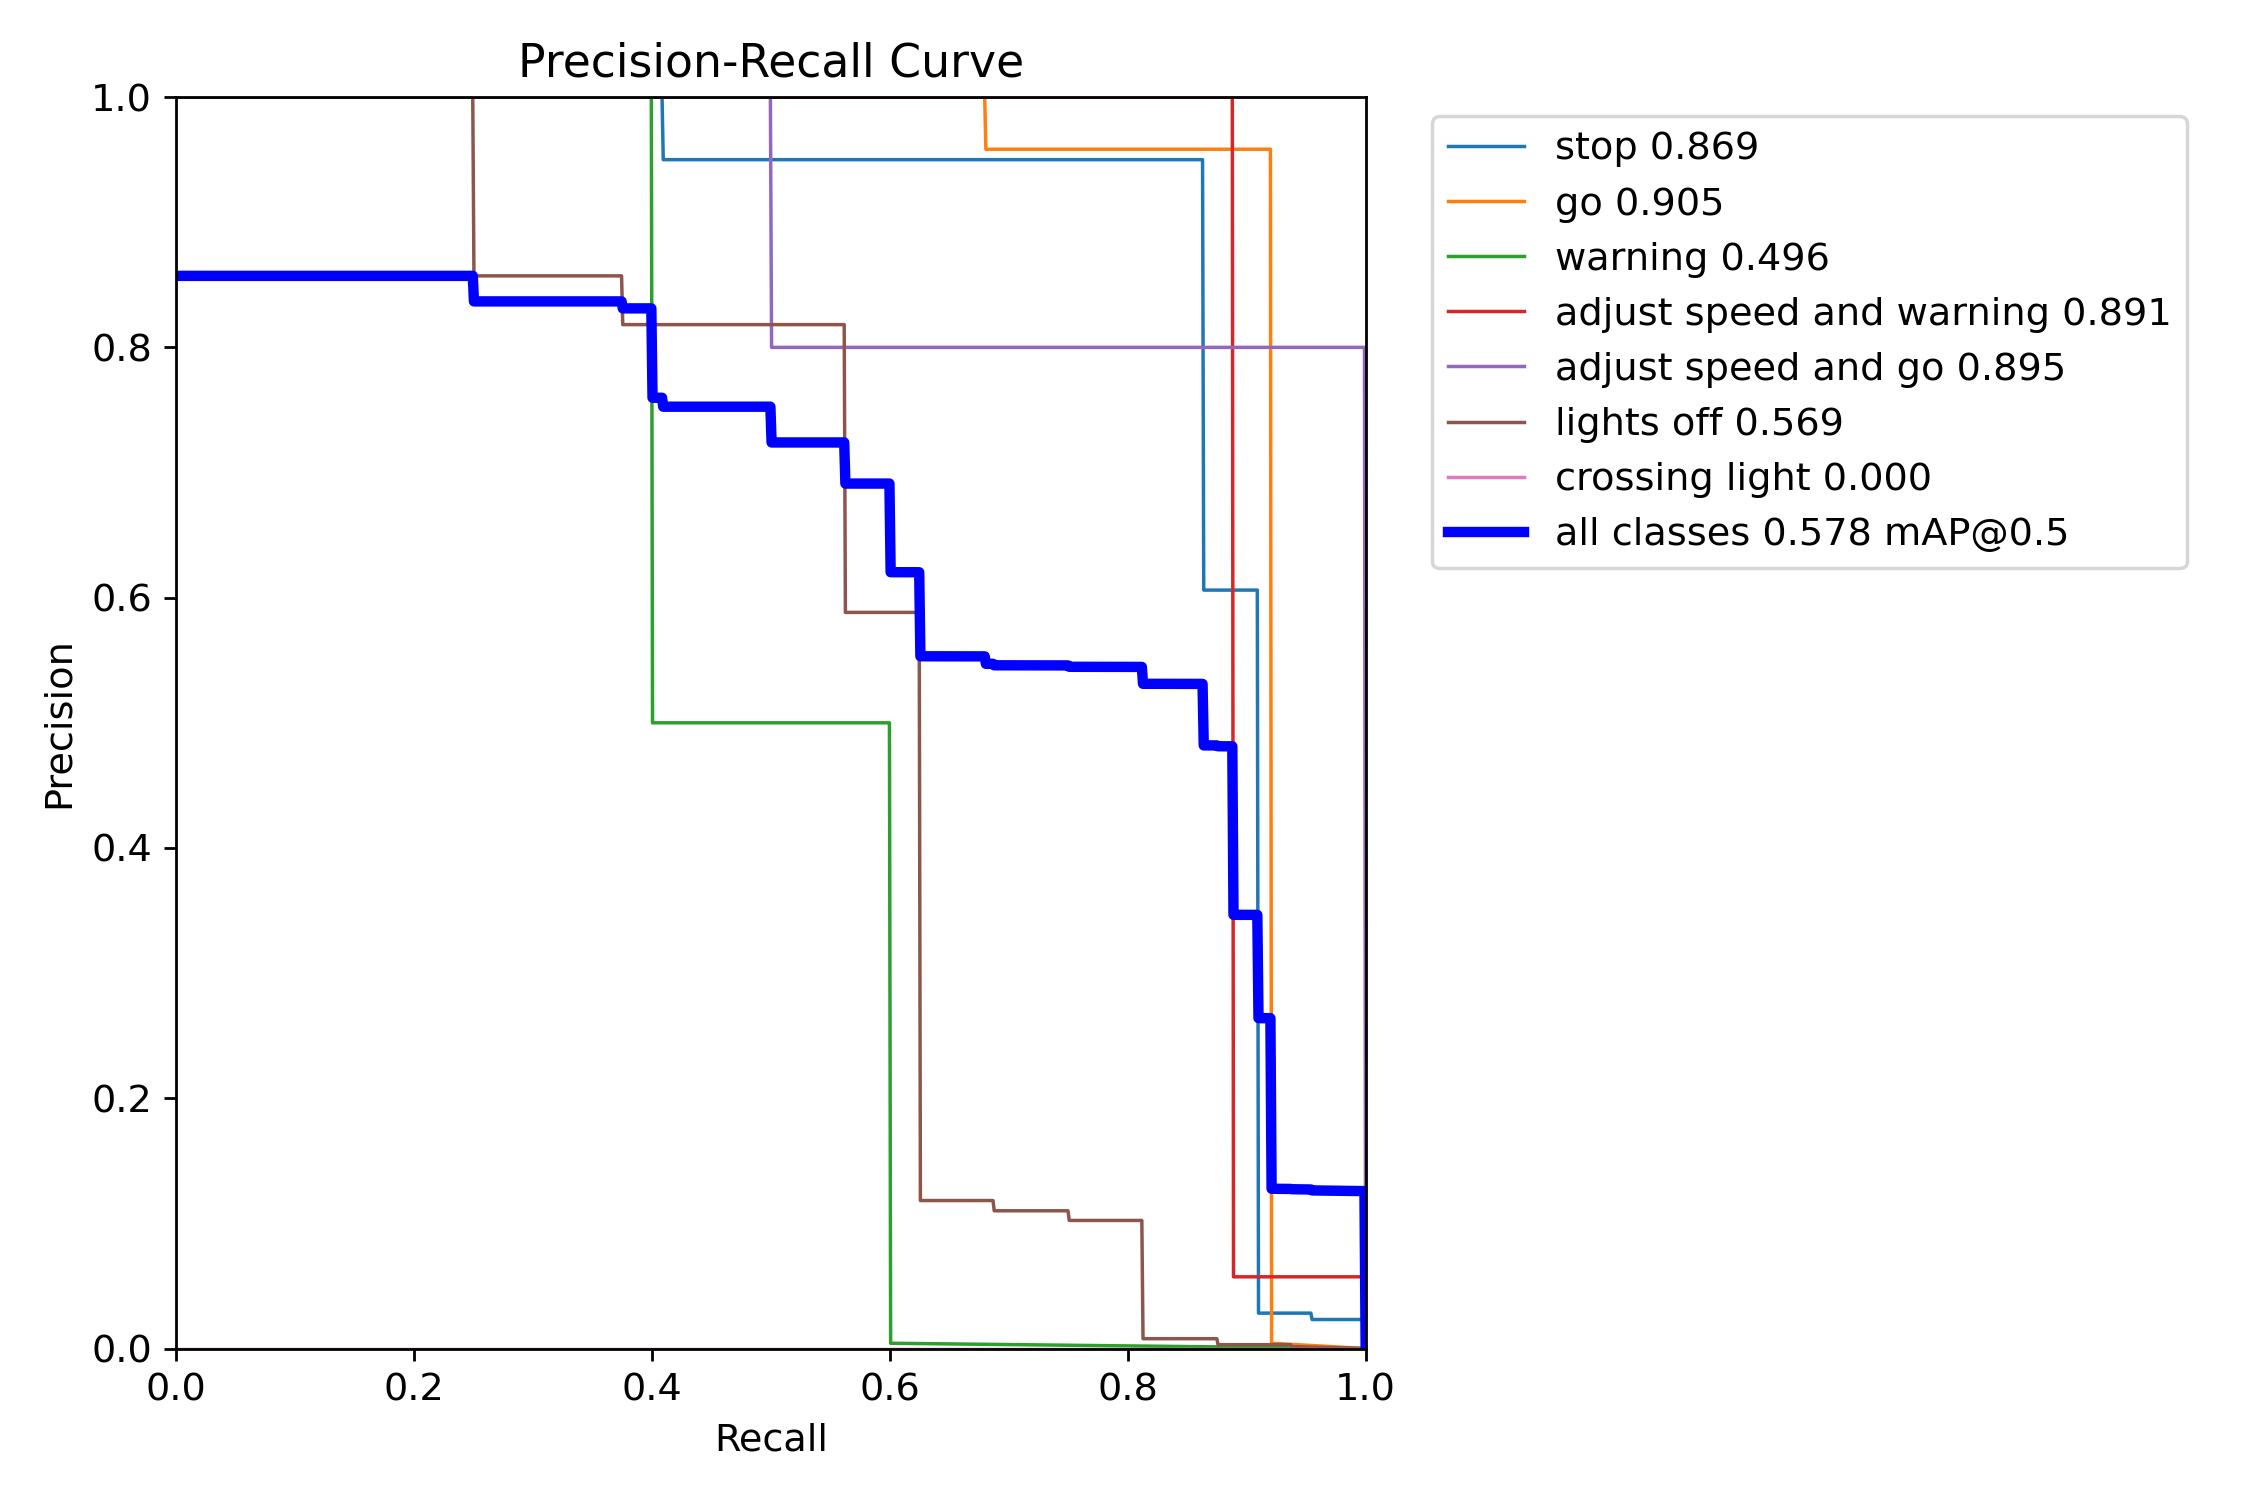 Precision-Recall Curve
1.0
0.8
0.6
0.4
0.2
0.0
Precision
0.0 0.2 0.4 0.6 0.8 1.0
Recall
stop 0.869
go 0.905
warning 0.496
adjust speed and warning 0.891
adjust speed and go 0.895
lights off 0.569
crossing light 0.000
all classes 0.578 mAP@0.5